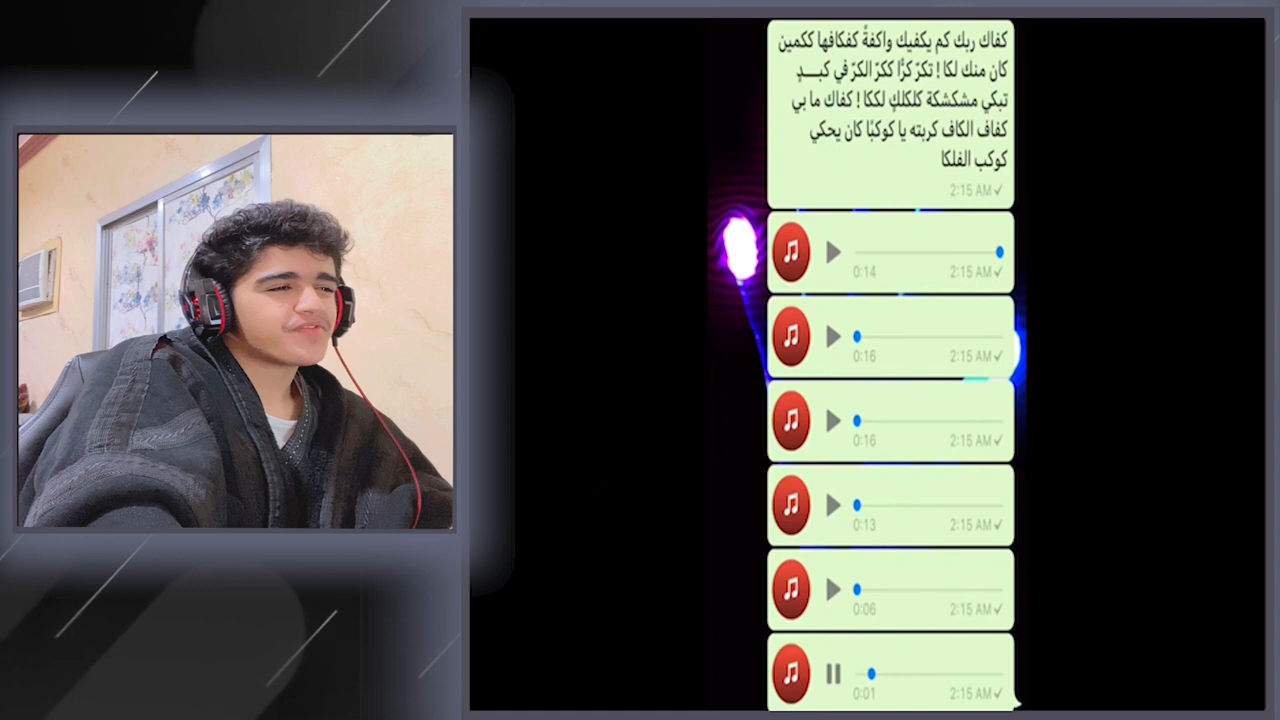 كفاك ربك كم يكفيك واكفةً كفكافها ككمين
كان منك لكا ! تكرّ كرًّا ككرّ الكرّ في كبـــدٍ
تبكي مشكشكة كلكلكٍ لككا ! كفاك ما بي
كفاف الكاف كربته يا كوكبًا كان يحكي
كوكب الفلكا
2:15 AM ✓
0:14 2:15 AM ✓
0:16 2:15 AM ✓
0:16 2:15 AM ✓
0:13 2:15 AM ✓
0:06 2:15 AM ✓
0:01 2:15 AM ✓